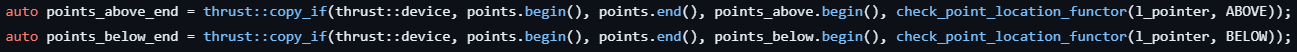 auto points_above_end = thrust::copy_if(thrust::device, points.begin(), points.end(), points_above.begin(), check_point_location_functor(l_pointer, ABOVE));
auto points_below_end = thrust::copy_if(thrust::device, points.begin(), points.end(), points_below.begin(), check_point_location_functor(l_pointer, BELOW));